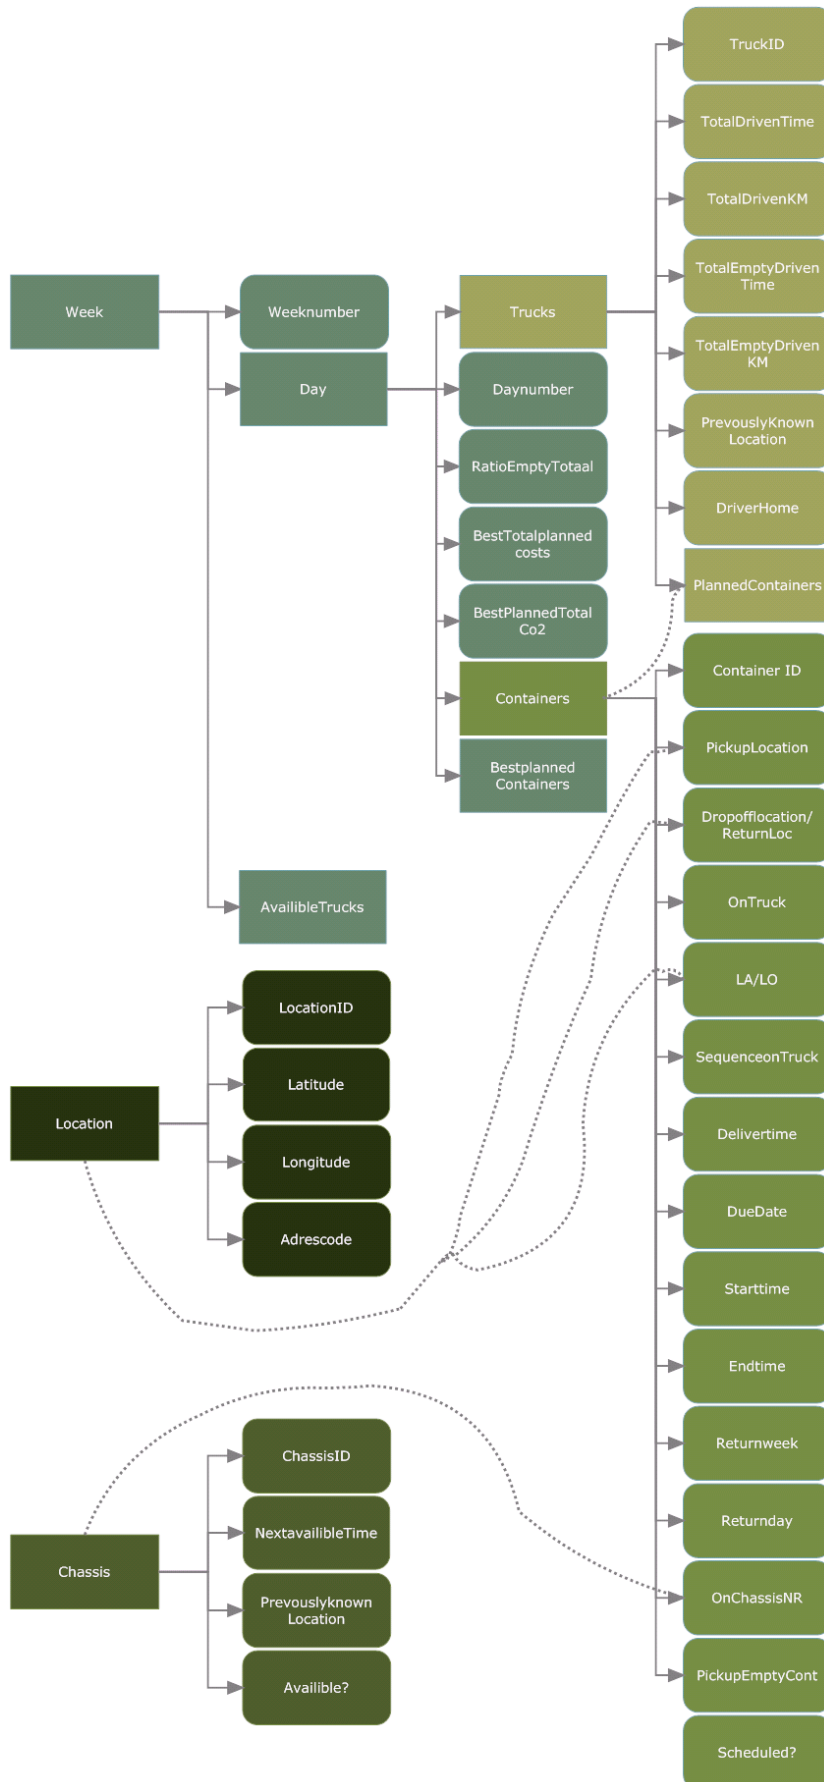 TruckID
TotalDrivenTime
TotalDrivenKM
TotalEmptyDriven
Time
TotalEmptyDriven
KM
PrevouslyKnown
Location
DriverHome
PlannedContainers
Week
Weeknumber
Day
Trucks
Daynumber
RatioEmptyTotaal
BestTotalplanned
costs
BestPlannedTotal
Co2
Containers
Bestplanned
Containers
AvailibleTrucks
Container ID
PickupLocation
Dropofflocation/
ReturnLoc
OnTruck
LA/LO
SequenceonTruck
Delivertime
DueDate
Starttime
Endtime
Returnweek
Returnday
OnChassisNR
PickupEmptyCont
Scheduled?
Location
LocationID
Latitude
Longitude
Adrescode
Chassis
ChassisID
NextavailibleTime
Prevouslyknown
Location
Availible?